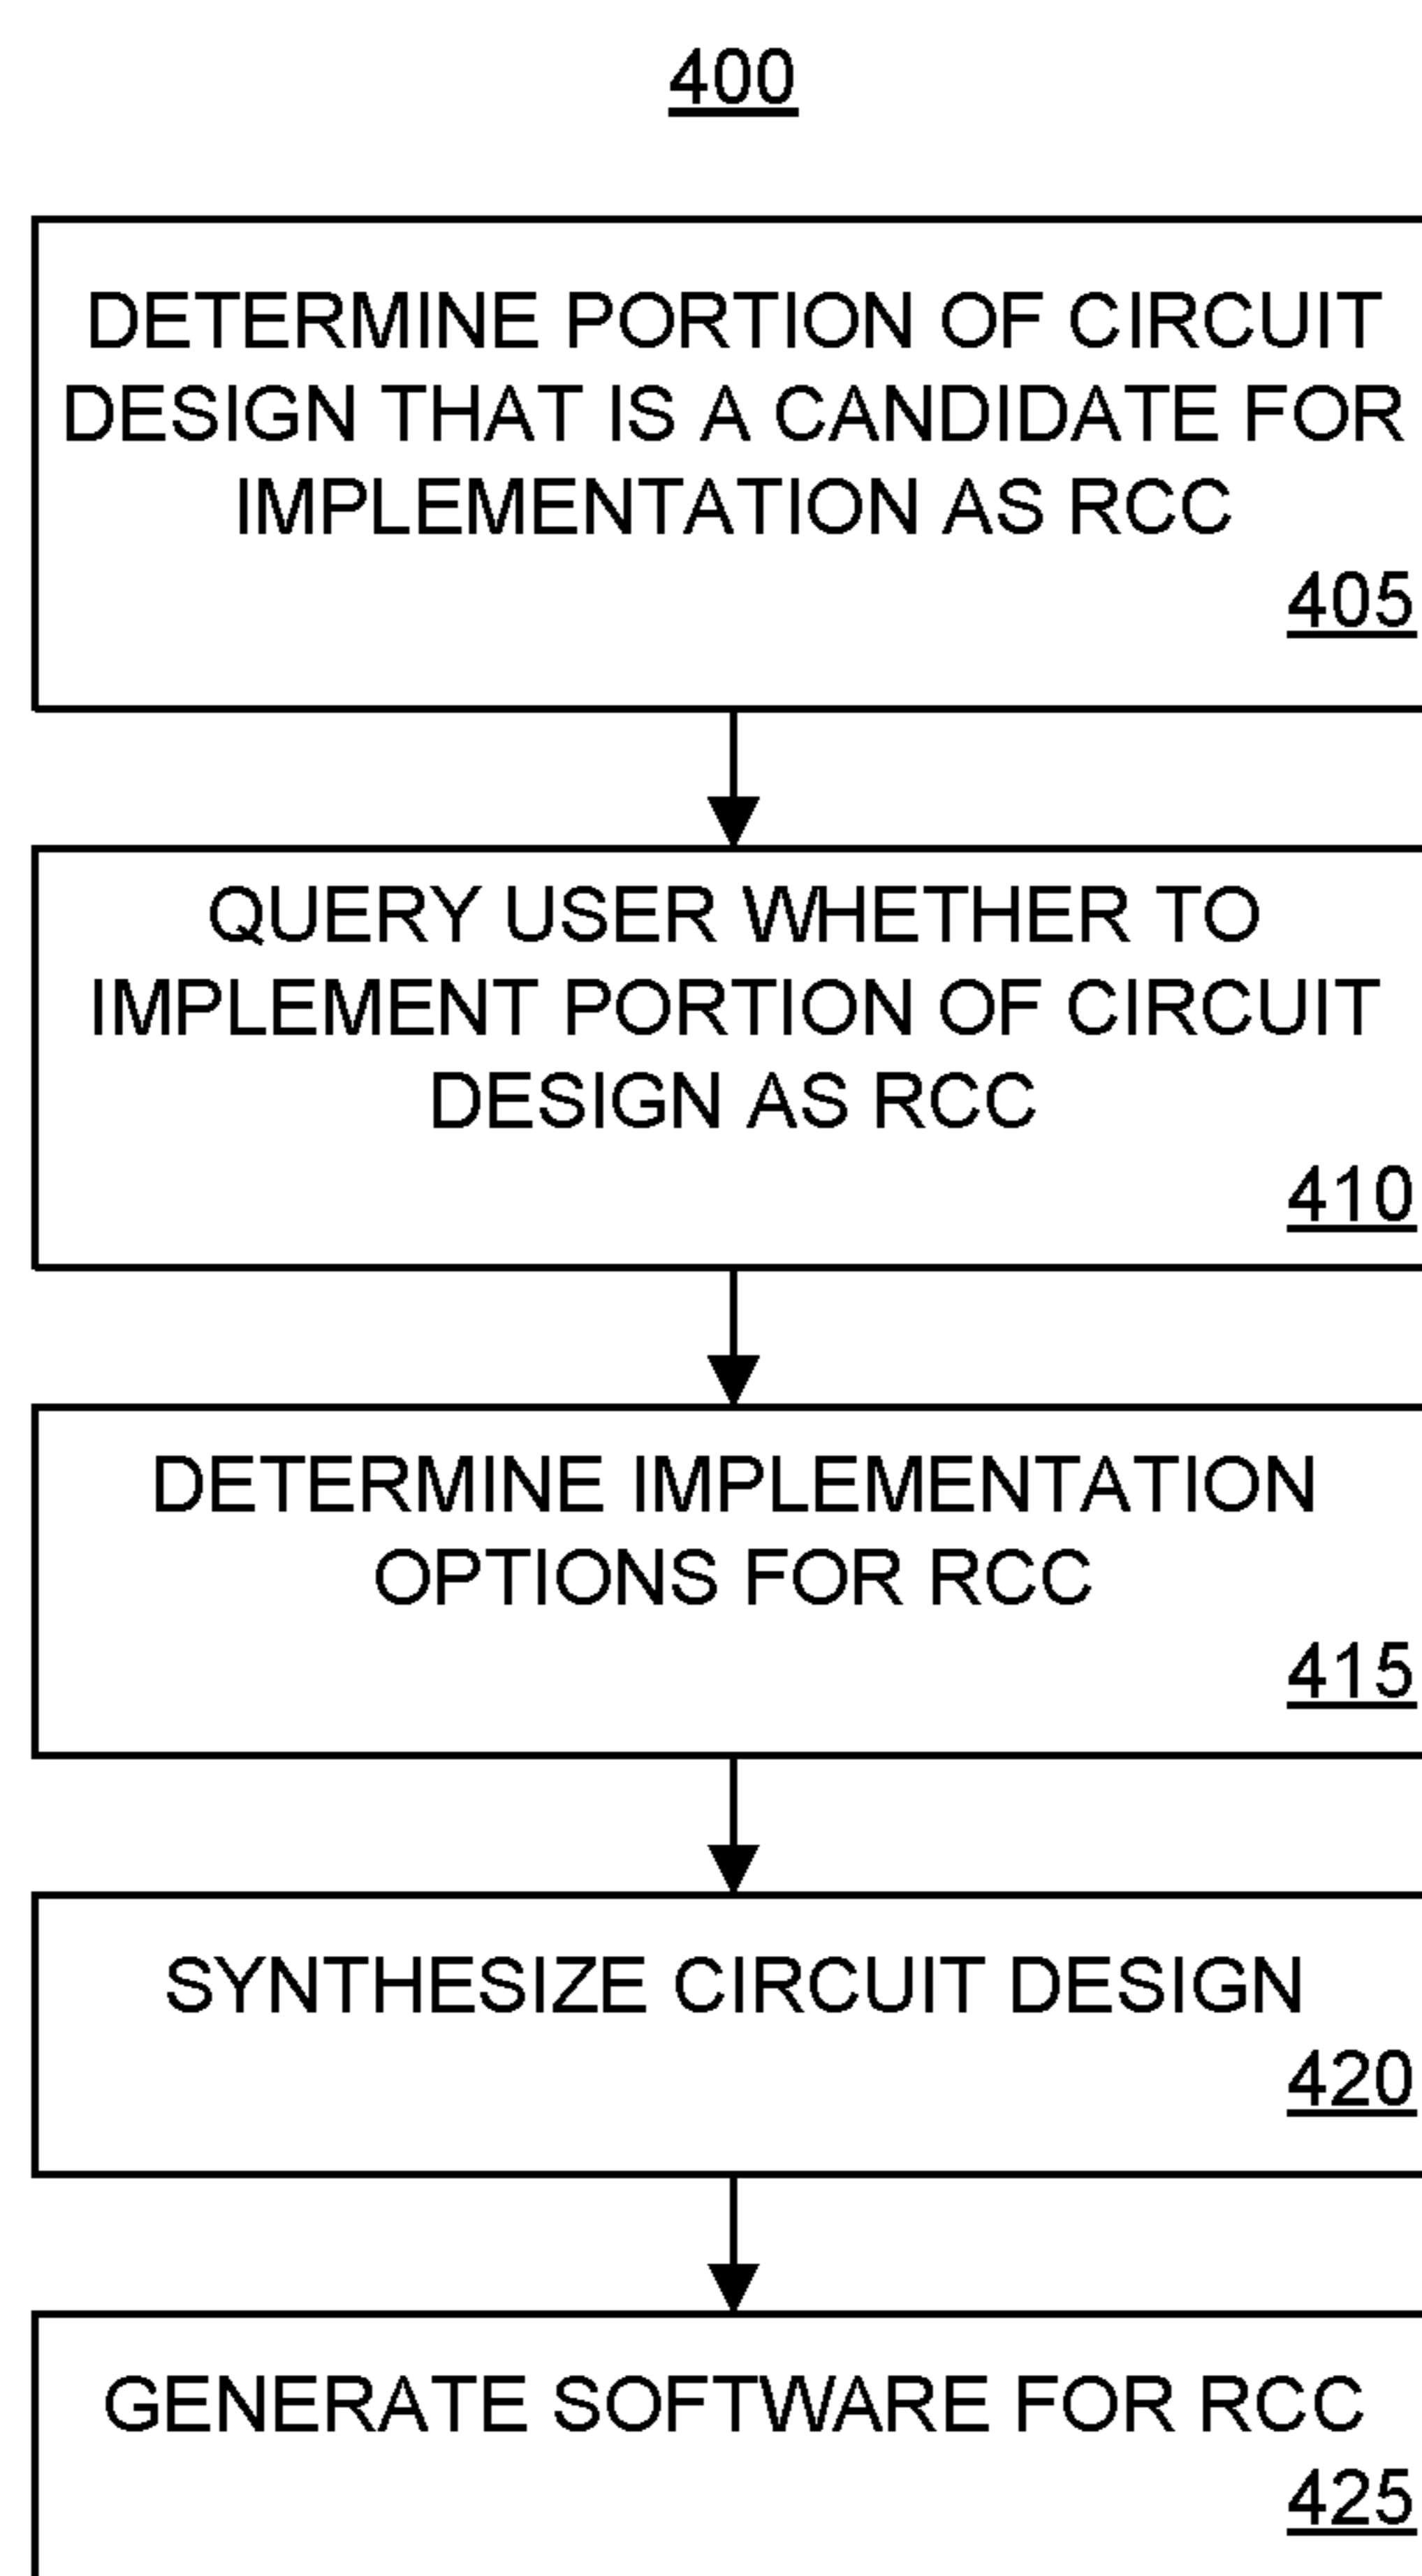 400
DETERMINE PORTION OF CIRCUIT
DESIGN THAT IS A CANDIDATE FOR
IMPLEMENTATION AS RCC
405
QUERY USER WHETHER TO
IMPLEMENT PORTION OF CIRCUIT
DESIGN AS RCC
410
DETERMINE IMPLEMENTATION
OPTIONS FOR RCC
415
SYNTHESIZE CIRCUIT DESIGN
420
GENERATE SOFTWARE FOR RCC
425